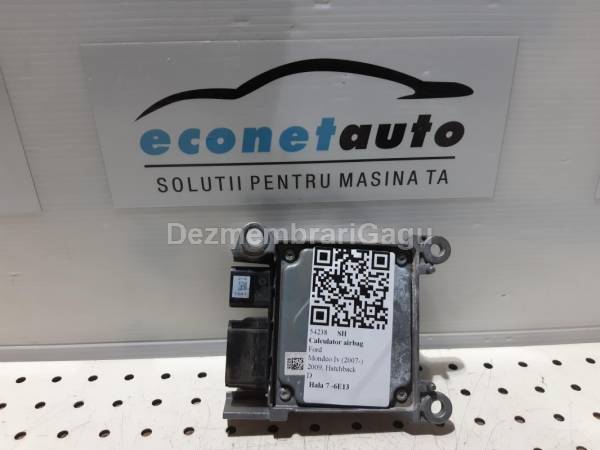 econetauto
SOLUTII PENTRU MASINA TA
DezmembrariGagu
54238 SH
Calculator airbag
Ford
Mondeo Iv (2007-)
2009, Hatchback
D
Hala 7 -6E13